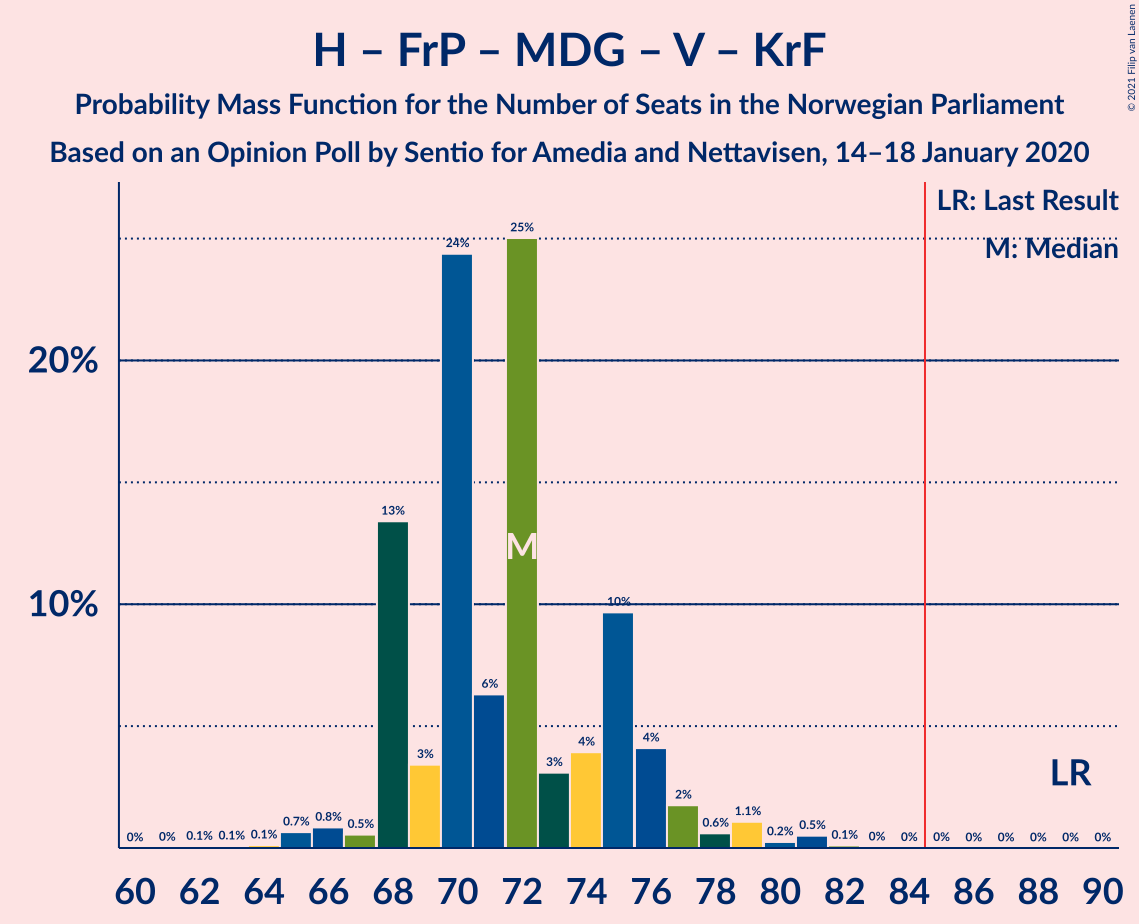 H – FrP – MDG – V – KrF
Probability Mass Function for the Number of Seats in the Norwegian Parliament
Based on an Opinion Poll by Sentio for Amedia and Nettavisen, 14–18 January 2020
© 2021 Filip van Laenen
LR: Last Result
M: Median
20%
10%
0% 0% 0.1% 0.1% 0.1% 0.7% 0.8% 0.5% 13% 3% 24% 6% 25% 3% 4% 10% 4% 2% 0.6% 1.1% 0.2% 0.5% 0.1% 0% 0% 0% 0% 0% 0% 0% 0%
M
LR
60 62 64 66 68 70 72 74 76 78 80 82 84 86 88 90